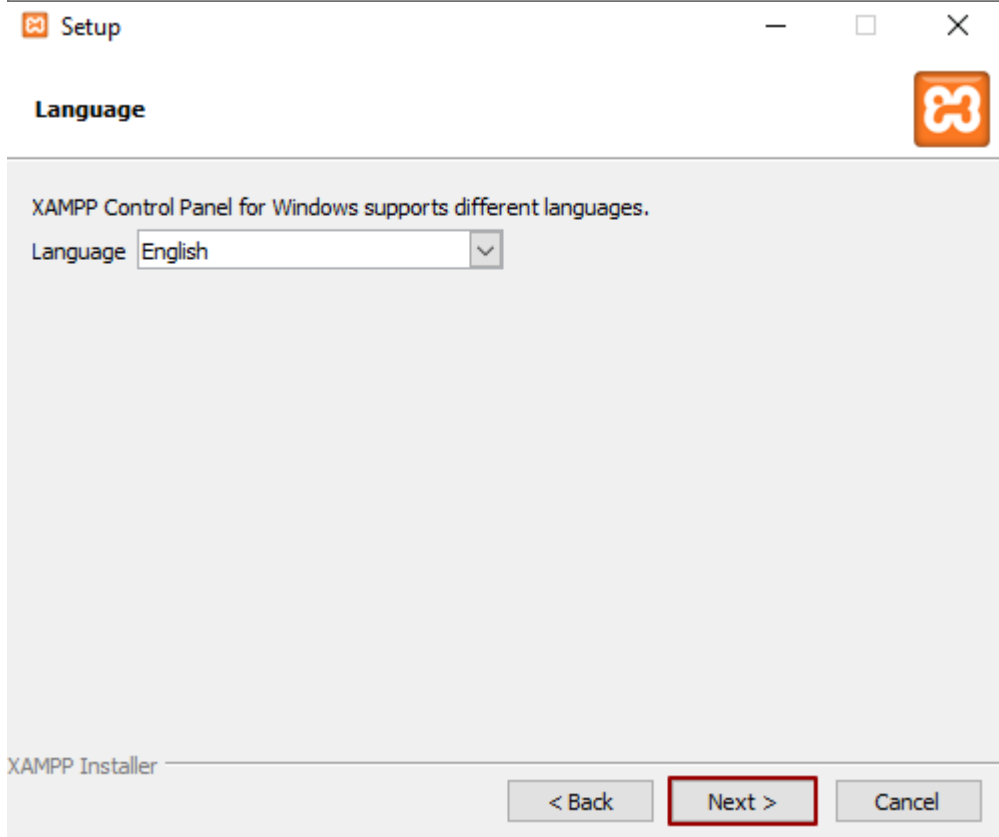 Setup
Language
XAMPP Control Panel for Windows supports different languages.
Language English
XAMPP Installer
< Back Next > Cancel